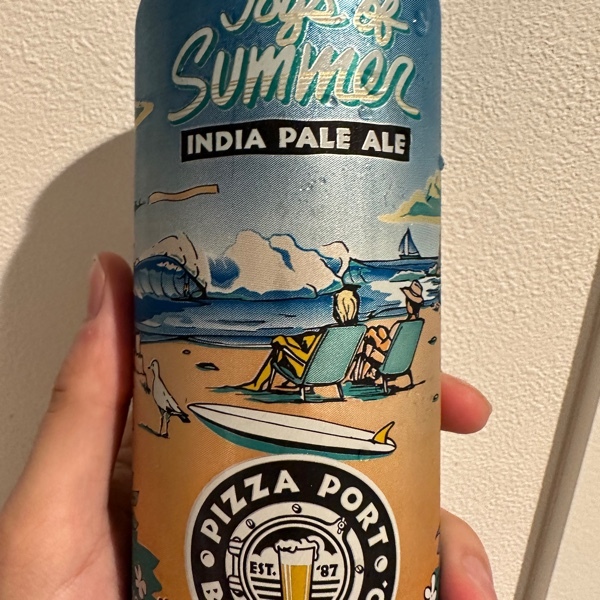 Joys of
Summer
INDIA PALE ALE
PIZZA PORT
EST. '87